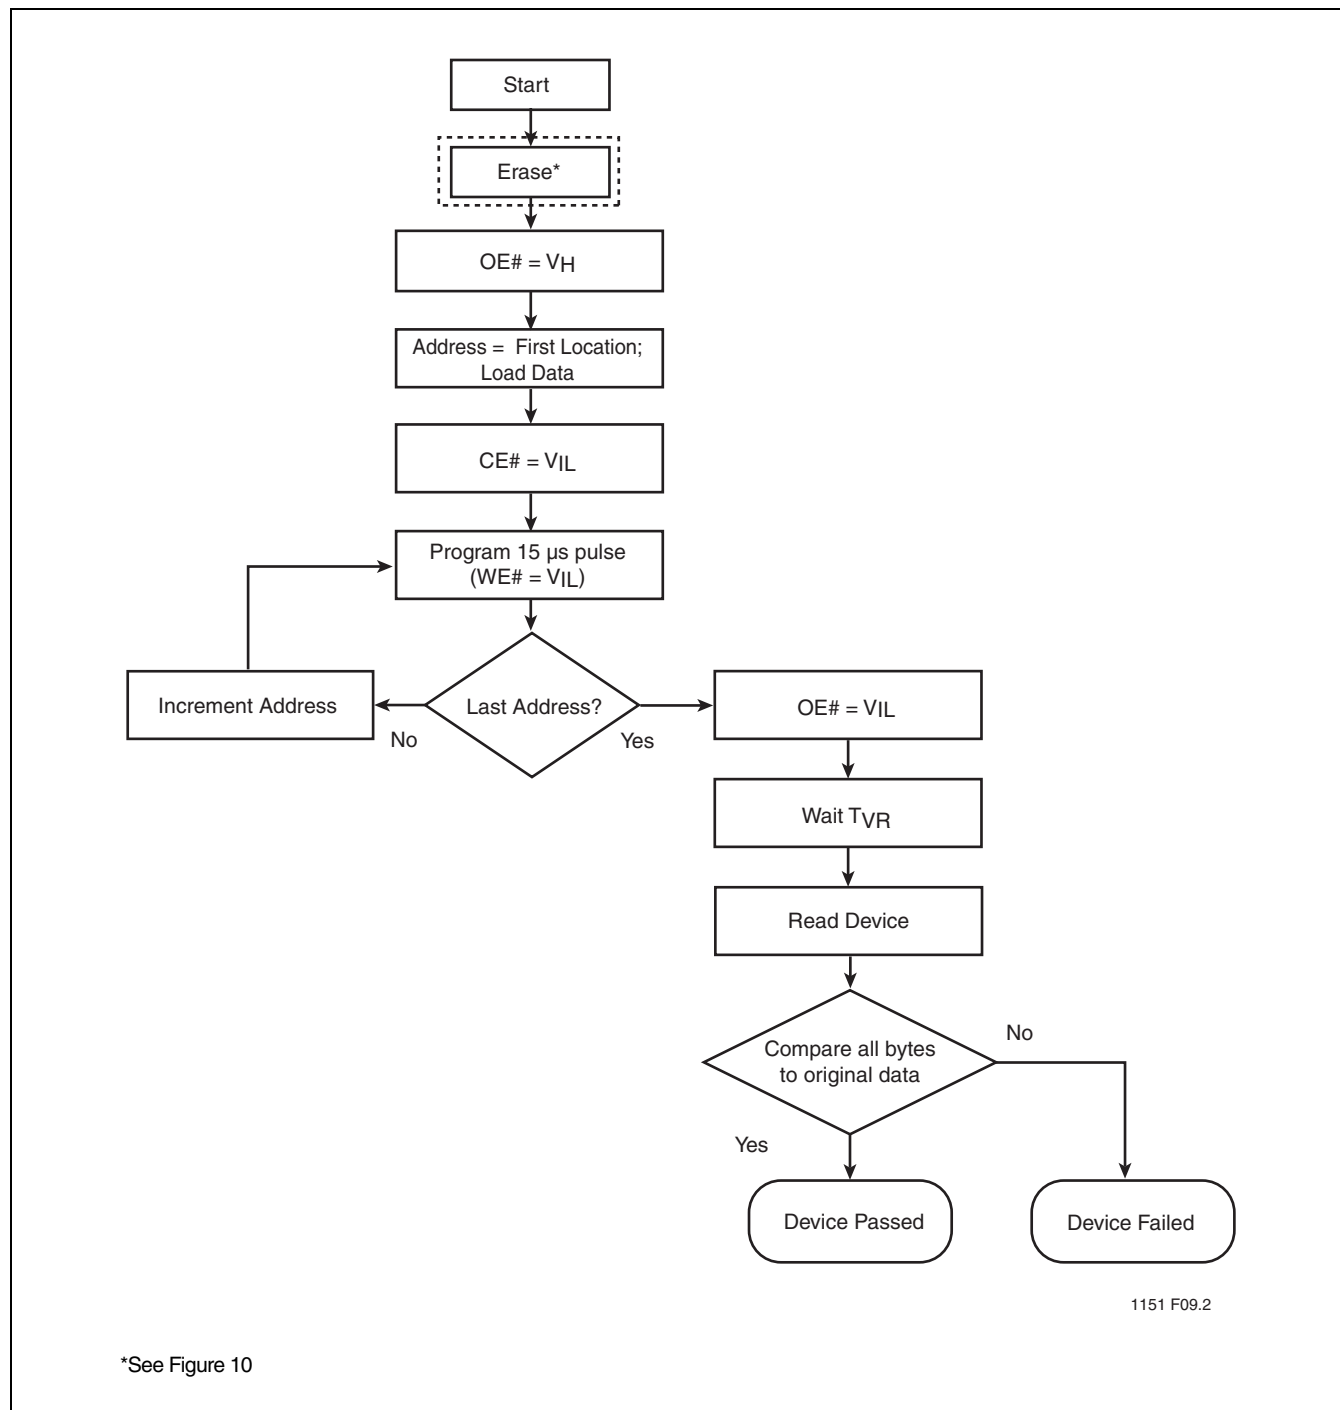 Start
Erase*
OE# = VH
Address =  First Location;
Load Data
CE# = VIL
Program 15 µs pulse
(WE# = VIL)
Increment Address
No
Last Address?
Yes
OE# = VIL
Wait TVR
Read Device
Compare all bytes
to original data
No
Yes
Device Passed
Device Failed
1151 F09.2
*See Figure 10